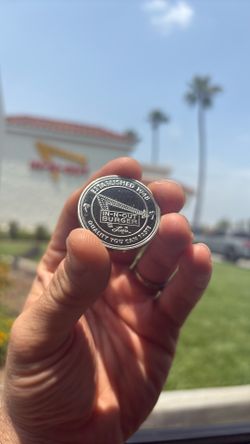 ESTABLISHED 1948
IN-N-OUT
BURGER
QUALITY YOU CAN TASTE